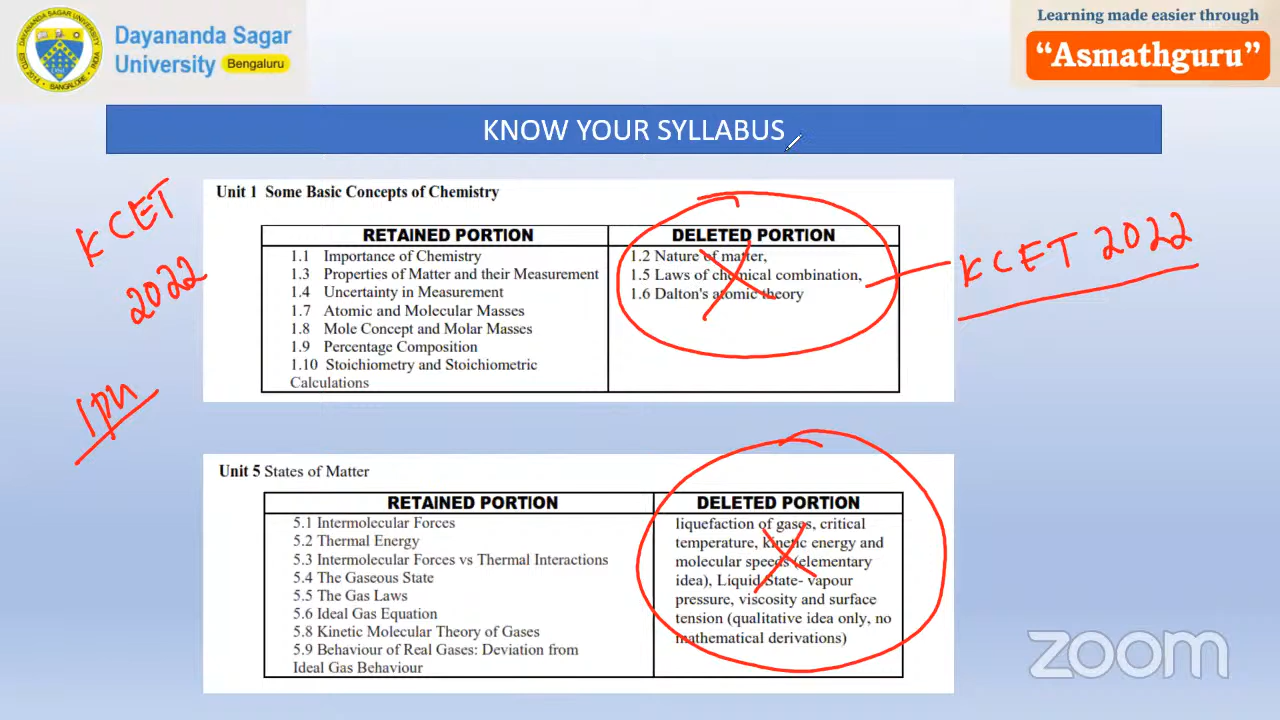 Dayananda Sagar
University Bengaluru
Learning made easier through
“Asmathguru”
KNOW YOUR SYLLABUS
KCET
2022
1PU
KCET 2022
Unit 1 Some Basic Concepts of Chemistry
RETAINED PORTION
1.1 Importance of Chemistry
1.3 Properties of Matter and their Measurement
1.4 Uncertainty in Measurement
1.7 Atomic and Molecular Masses
1.8 Mole Concept and Molar Masses
1.9 Percentage Composition
1.10 Stoichiometry and Stoichiometric
Calculations
DELETED PORTION
1.2 Nature of matter,
1.5 Laws of chemical combination,
1.6 Dalton's atomic theory
Unit 5 States of Matter
RETAINED PORTION
5.1 Intermolecular Forces
5.2 Thermal Energy
5.3 Intermolecular Forces vs Thermal Interactions
5.4 The Gaseous State
5.5 The Gas Laws
5.6 Ideal Gas Equation
5.8 Kinetic Molecular Theory of Gases
5.9 Behaviour of Real Gases: Deviation from
Ideal Gas Behaviour
DELETED PORTION
liquefaction of gases, critical
temperature, kinetic energy and
molecular speeds (elementary
idea), Liquid State- vapour
pressure, viscosity and surface
tension (qualitative idea only, no
mathematical derivations)
zoom